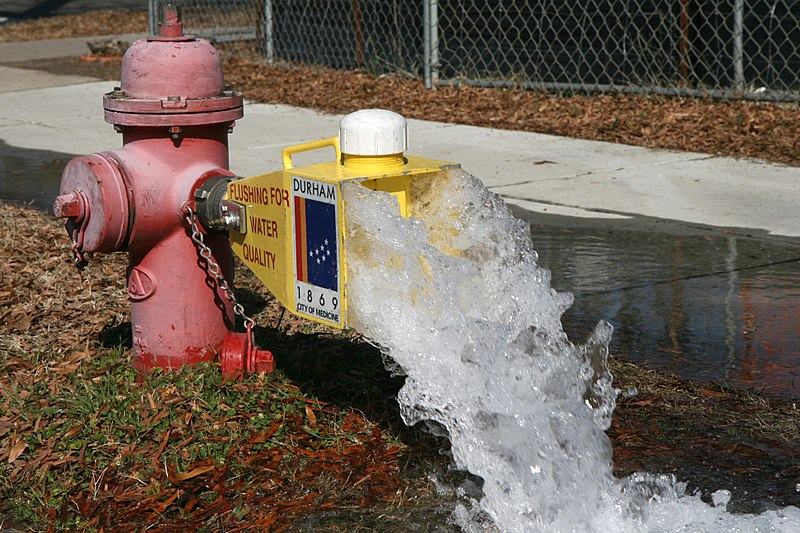 FLUSHING FOR
WATER
QUALITY
DURHAM
1869
CITY OF MEDICINE